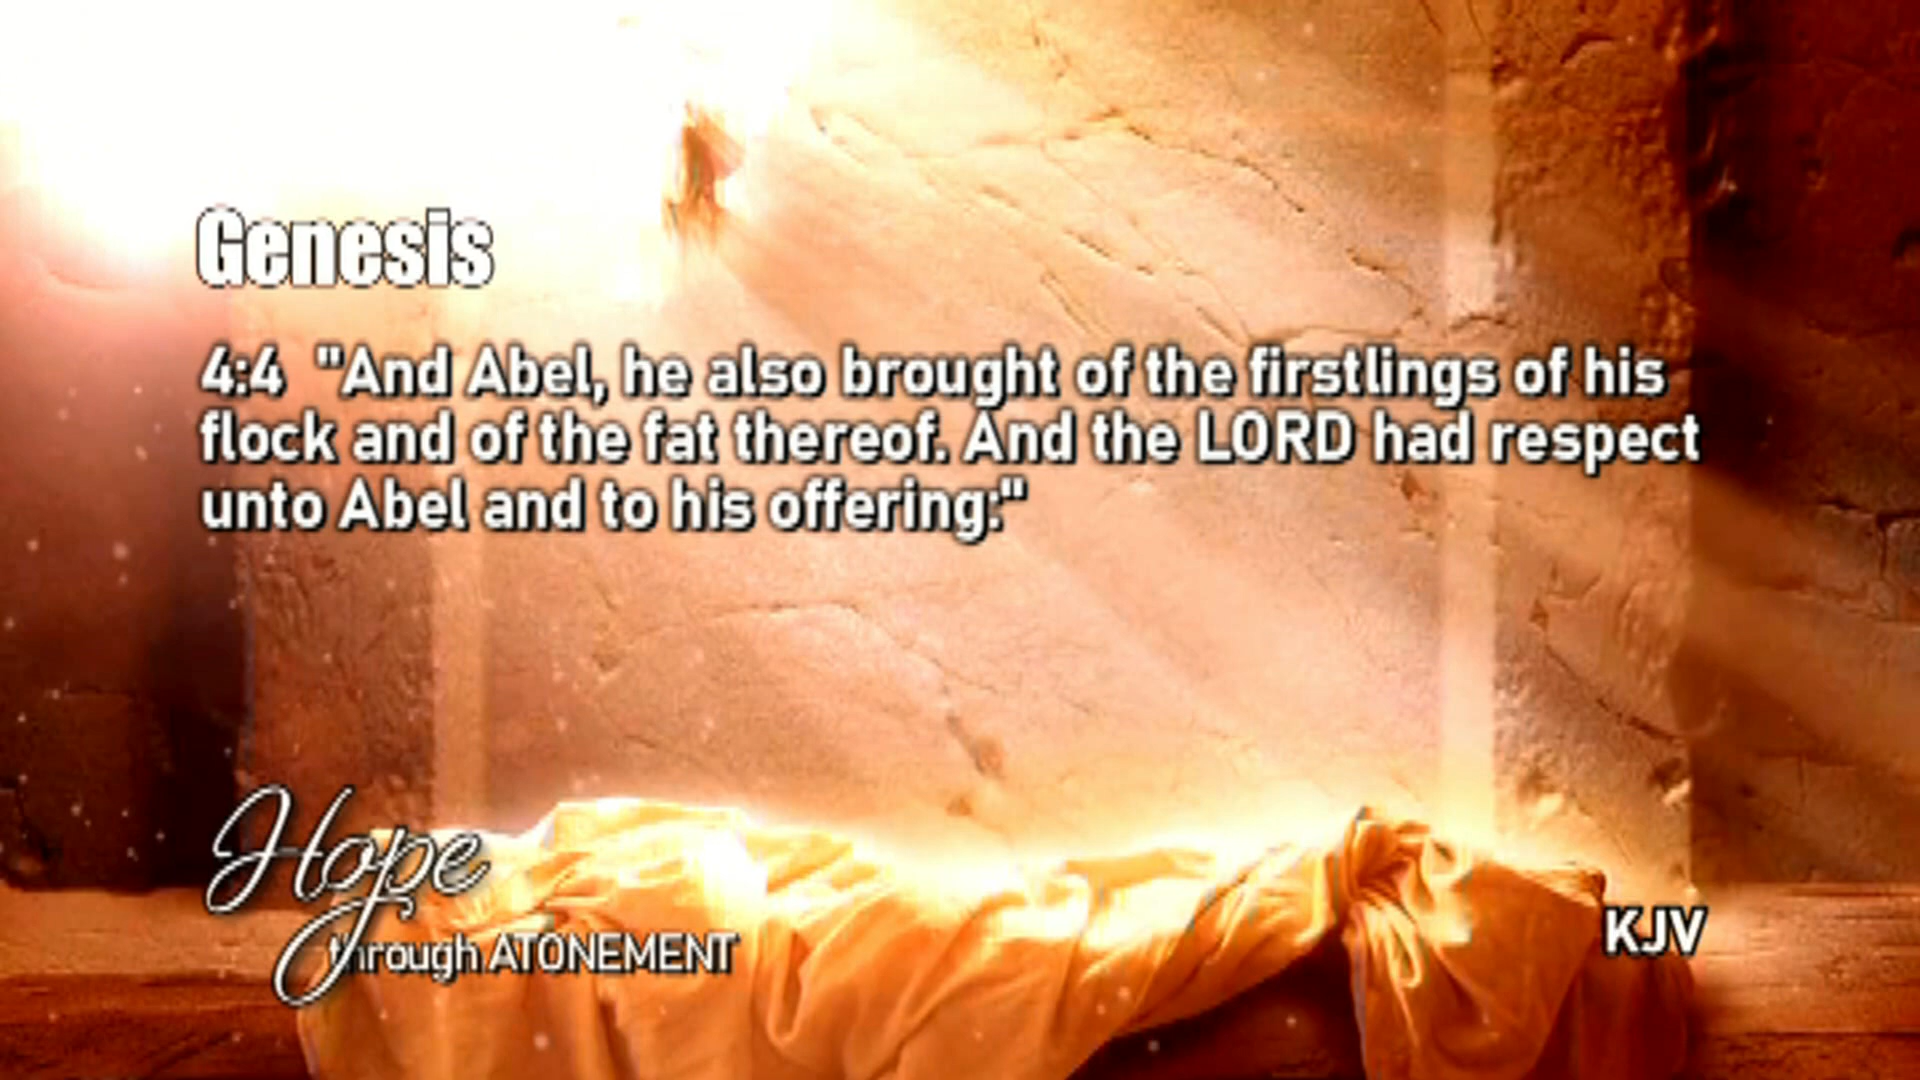 Genesis
4:4 "And Abel, he also brought of the firstlings of his
flock and of the fat thereof. And the LORD had respect
unto Abel and to his offering:"
Hope
through ATONEMENT
KJV